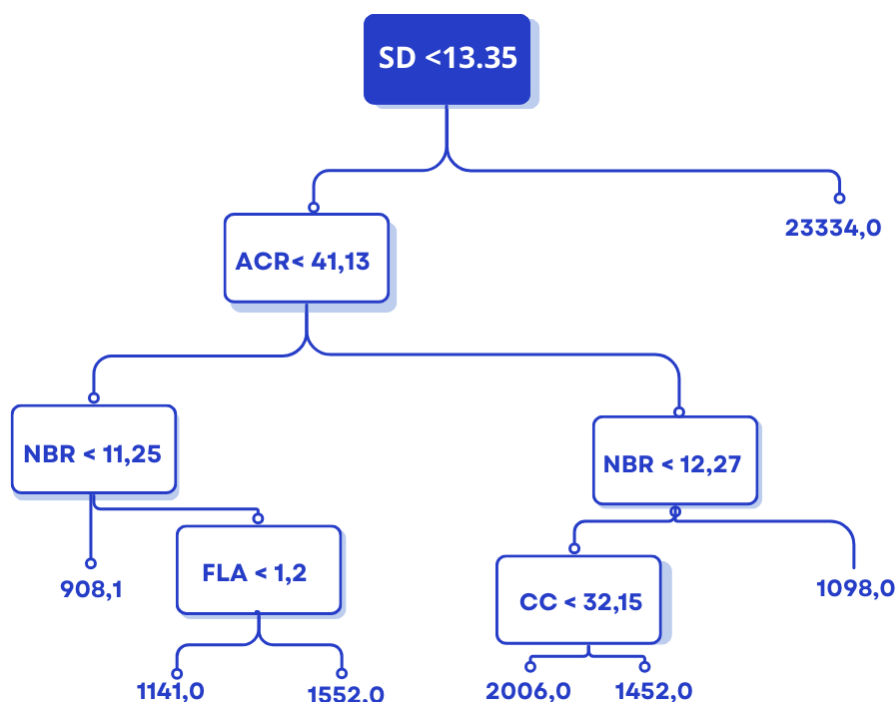 SD <13.35
23334,0
ACR< 41,13
NBR < 11,25
NBR < 12,27
908,1
FLA < 1,2
CC < 32,15
1098,0
1141,0
1552,0
2006,0
1452,0